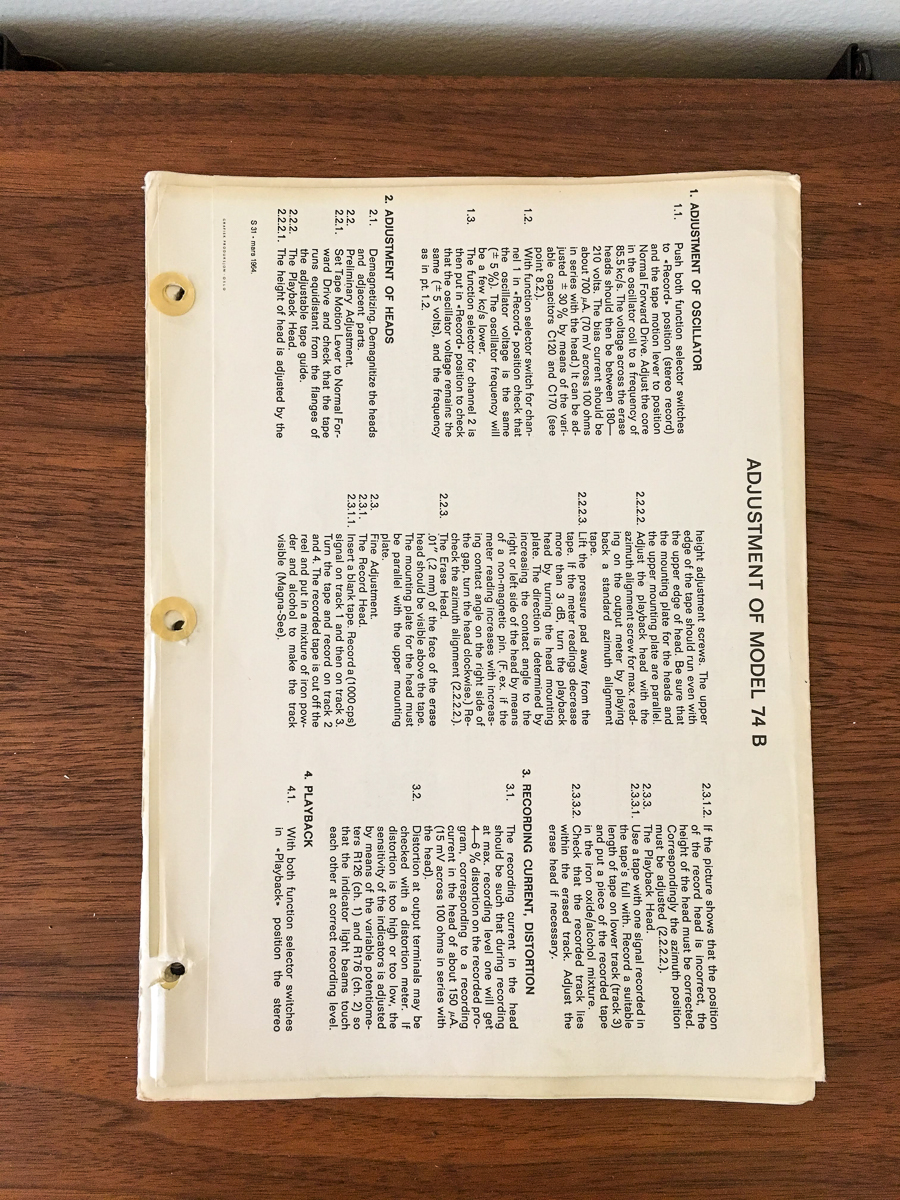 ADJUSTMENT OF MODEL 74 B
1. ADJUSTMENT OF OSCILLATOR
1.1. Push both function selector switches
to «Record» position (stereo record)
and the tape motion lever to position
Normal Forward Drive. Adjust the core
in the oscillator coil to a frequency of
85.5 kc/s. The voltage across the erase
heads should then be between 180—
210 volts. The bias current should be
about 700 µA. (70 mV across 100 ohms
in series with the head.) It can be ad-
justed ± 30 % by means of the vari-
able capacitors C120 and C170 (see
point 8.2).
1.2. With function selector switch for chan-
nel 1 in «Record» position check that
the oscillator voltage is the same
(± 5 %). The oscillator frequency will
be a few kc/s lower.
1.3. The function selector for channel 2 is
then put in «Record» position to check
that the oscillator voltage remains the
same (± 5 volts), and the frequency
as in pt. 1.2.
2. ADJUSTMENT OF HEADS
2.1. Demagnetizing. Demagnitize the heads
and adjacent parts.
2.2. Preliminary Adjustment.
2.2.1. Set Tape Motion Lever to Normal For-
ward Drive and check that the tape
runs equidistant from the flanges of
the adjustable tape guide.
2.2.2. The Playback Head.
2.2.2.1. The height of head is adjusted by the
S 31 - mars 1964.
height adjustment screws. The upper
edge of the tape should run even with
the upper edge of head. Be sure that
the mounting plate for the heads and
the upper mounting plate are parallel.
2.2.2.2. Adjust the playback head with the
azimuth alignment screw for max. read-
ing on the output meter by playing
back a standard azimuth alignment
tape.
2.2.2.3. Lift the pressure pad away from the
tape. If the meter readings decrease
more than 3 dB, turn the playback
head by turning the head mounting
plate. The direction is determined by
increasing the contact angle to the
right or left side of the head by means
of a non-magnetic pin. (F. ex. if the
meter reading increases with increas-
ing contact angle on the right side of
the gap, turn the head clockwise.) Re-
check the azimuth alignment (2.2.2.2.).
2.2.3. The Erase Head.
.01" (.2 mm) of the face of the erase
head should be visible above the tape.
The mounting plate for the head must
be parallel with the upper mounting
plate.
2.3. Fine Adjustment.
2.3.1. The Record Head.
2.3.1.1. Insert a blank tape. Record a (1000 cps)
signal on track 1 and then on track 3.
Turn the tape and record on track 2
and 4. The recorded tape is cut off the
reel and put in a mixture of iron pow-
der and alcohol to make the track
visible (Magna-See).
2.3.1.2. If the picture shows that the position
of the record head is incorrect, the
height of the head must be corrected.
Correspondingly the azimuth position
must be adjusted (2.2.2.2.).
2.3.3. The Playback Head.
2.3.3.1. Use a tape with one signal recorded in
the tape's full with. Record a suitable
length of tape on lower track (track 3)
and put a piece of the recorded tape
in the iron oxide/alcohol mixture.
2.3.3.2. Check that the recorded track lies
within the erased track. Adjust the
erase head if necessary.
3. RECORDING CURRENT, DISTORTION
3.1. The recording current in the head
should be such that during recording
at max. recording level one will get
4—6 % distortion on the recorded pro-
gram, corresponding to a recording
current in the head of about 150 µA.
(15 mV across 100 ohms in series with
the head)
3.2. Distortion at output terminals may be
checked with a distortion meter. If
distortion is too high or too low, the
sensitivity of the indicators is adjusted
by means of the variable potentiome-
ters R126 (ch. 1) and R176 (ch. 2) so
that the indicator light beams touch
each other at correct recording level.
4. PLAYBACK
4.1. With both function selector switches
in «Playback» position the stereo